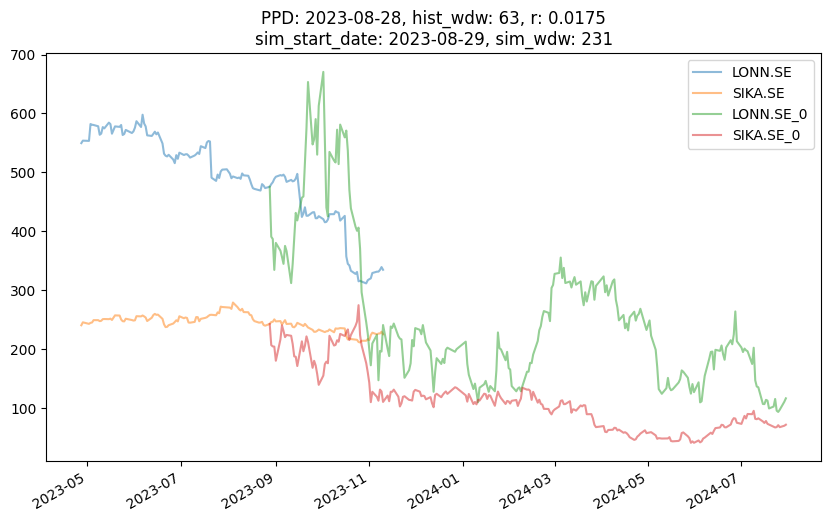 PPD: 2023-08-28, hist_wdw: 63, r: 0.0175
sim_start_date: 2023-08-29, sim_wdw: 231
700
600
500
400
300
200
100
LONN.SE
SIKA.SE
LONN.SE_0
SIKA.SE_0
2023-05
2023-07
2023-09
2023-11
2024-01
2024-03
2024-05
2024-07